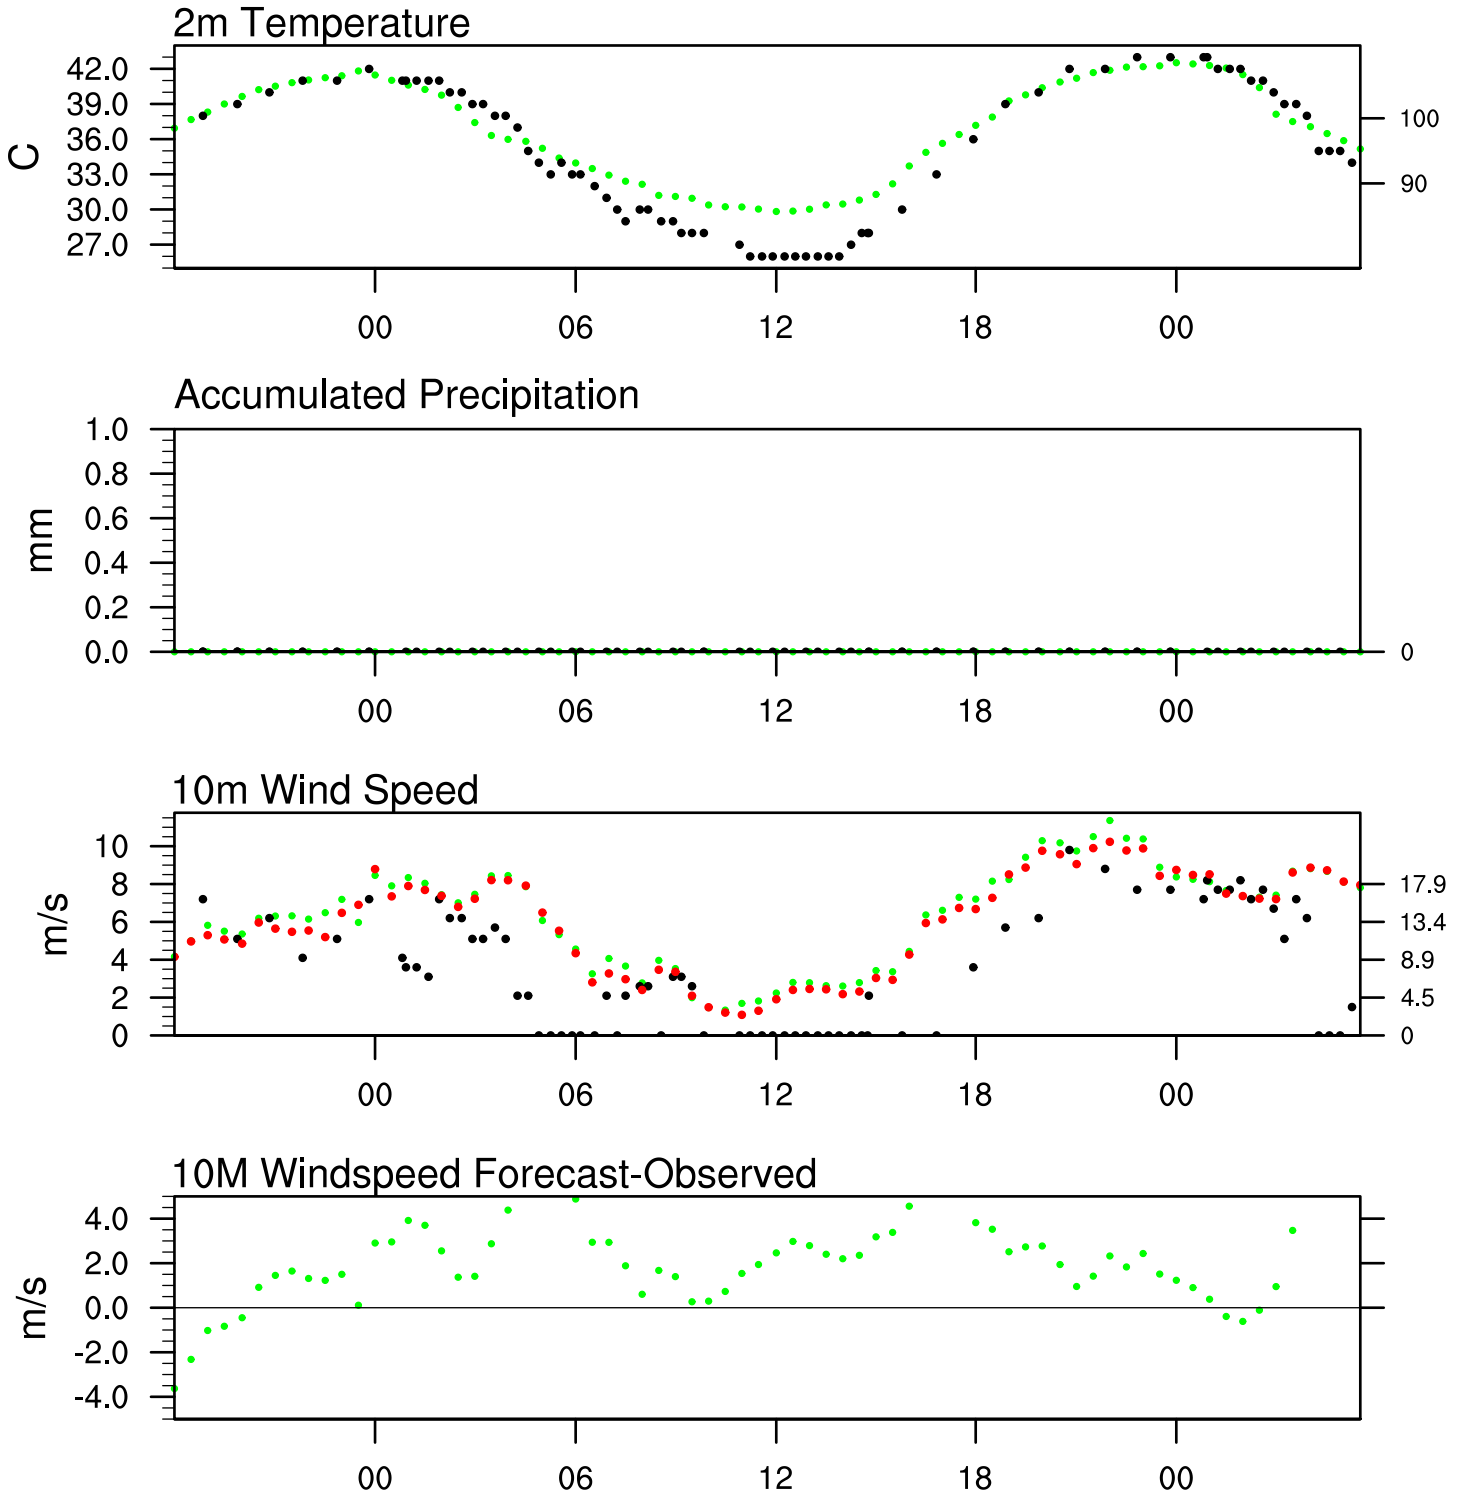 2m Temperature
42.0
39.0
36.0
33.0
30.0
27.0
C
100
90
00 06 12 18 00
Accumulated Precipitation
1.0
0.8
0.6
0.4
0.2
0.0
mm
0
00 06 12 18 00
10m Wind Speed
10
8
6
4
2
0
m/s
17.9
13.4
8.9
4.5
0
00 06 12 18 00
10M Windspeed Forecast-Observed
4.0
2.0
0.0
-2.0
-4.0
m/s
00 06 12 18 00